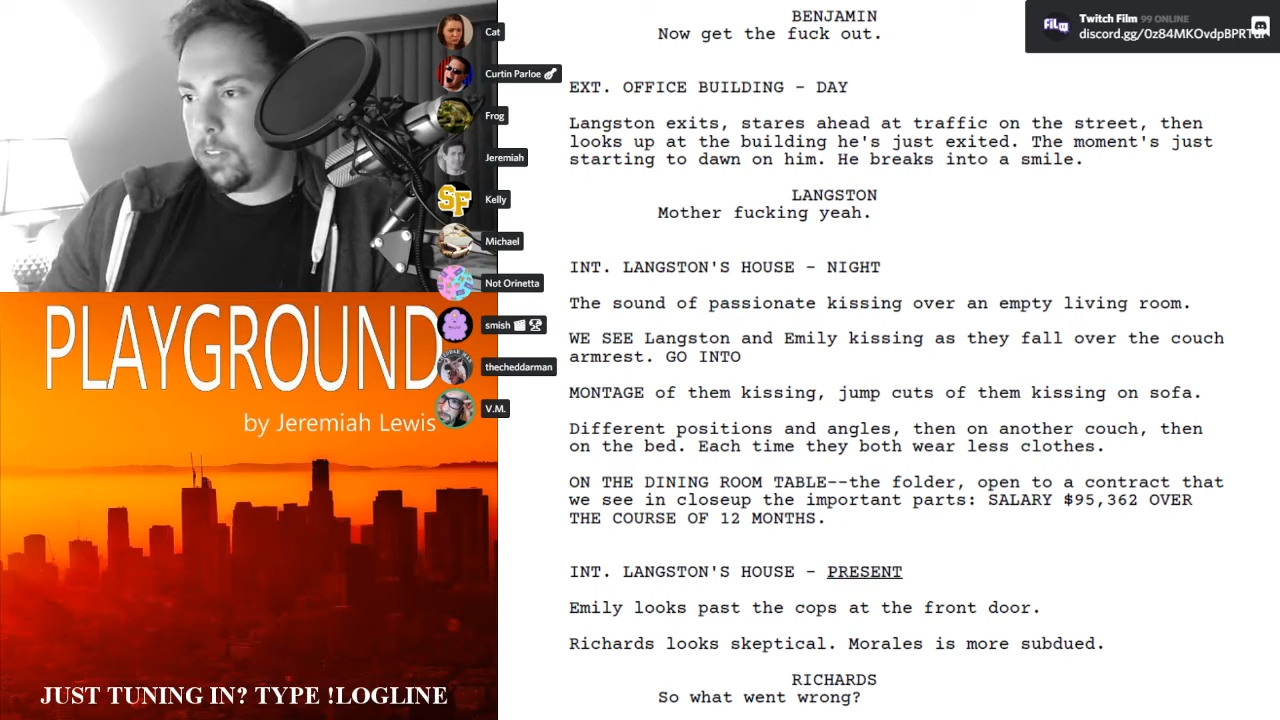 Cat
Curtin Parloe
Frog
Jeremiah
Kelly
SF
Michael
Not Orinetta
smish
thecheddarman
V.M.
PLAYGROUND
by Jeremiah Lewis
JUST TUNING IN? TYPE !LOGLINE
FiLm
Twitch Film 99 ONLINE
BENJAMIN
Now get the fuck out.
EXT. OFFICE BUILDING - DAY
Langston exits, stares ahead at traffic on the street, then
looks up at the building he's just exited. The moment's just
starting to dawn on him. He breaks into a smile.
LANGSTON
Mother fucking yeah.
INT. LANGSTON'S HOUSE - NIGHT
The sound of passionate kissing over an empty living room.
WE SEE Langston and Emily kissing as they fall over the couch
armrest. GO INTO
MONTAGE of them kissing, jump cuts of them kissing on sofa.
Different positions and angles, then on another couch, then
on the bed. Each time they both wear less clothes.
ON THE DINING ROOM TABLE--the folder, open to a contract that
we see in closeup the important parts: SALARY $95,362 OVER
THE COURSE OF 12 MONTHS.
INT. LANGSTON'S HOUSE - PRESENT
Emily looks past the cops at the front door.
Richards looks skeptical. Morales is more subdued.
RICHARDS
So what went wrong?